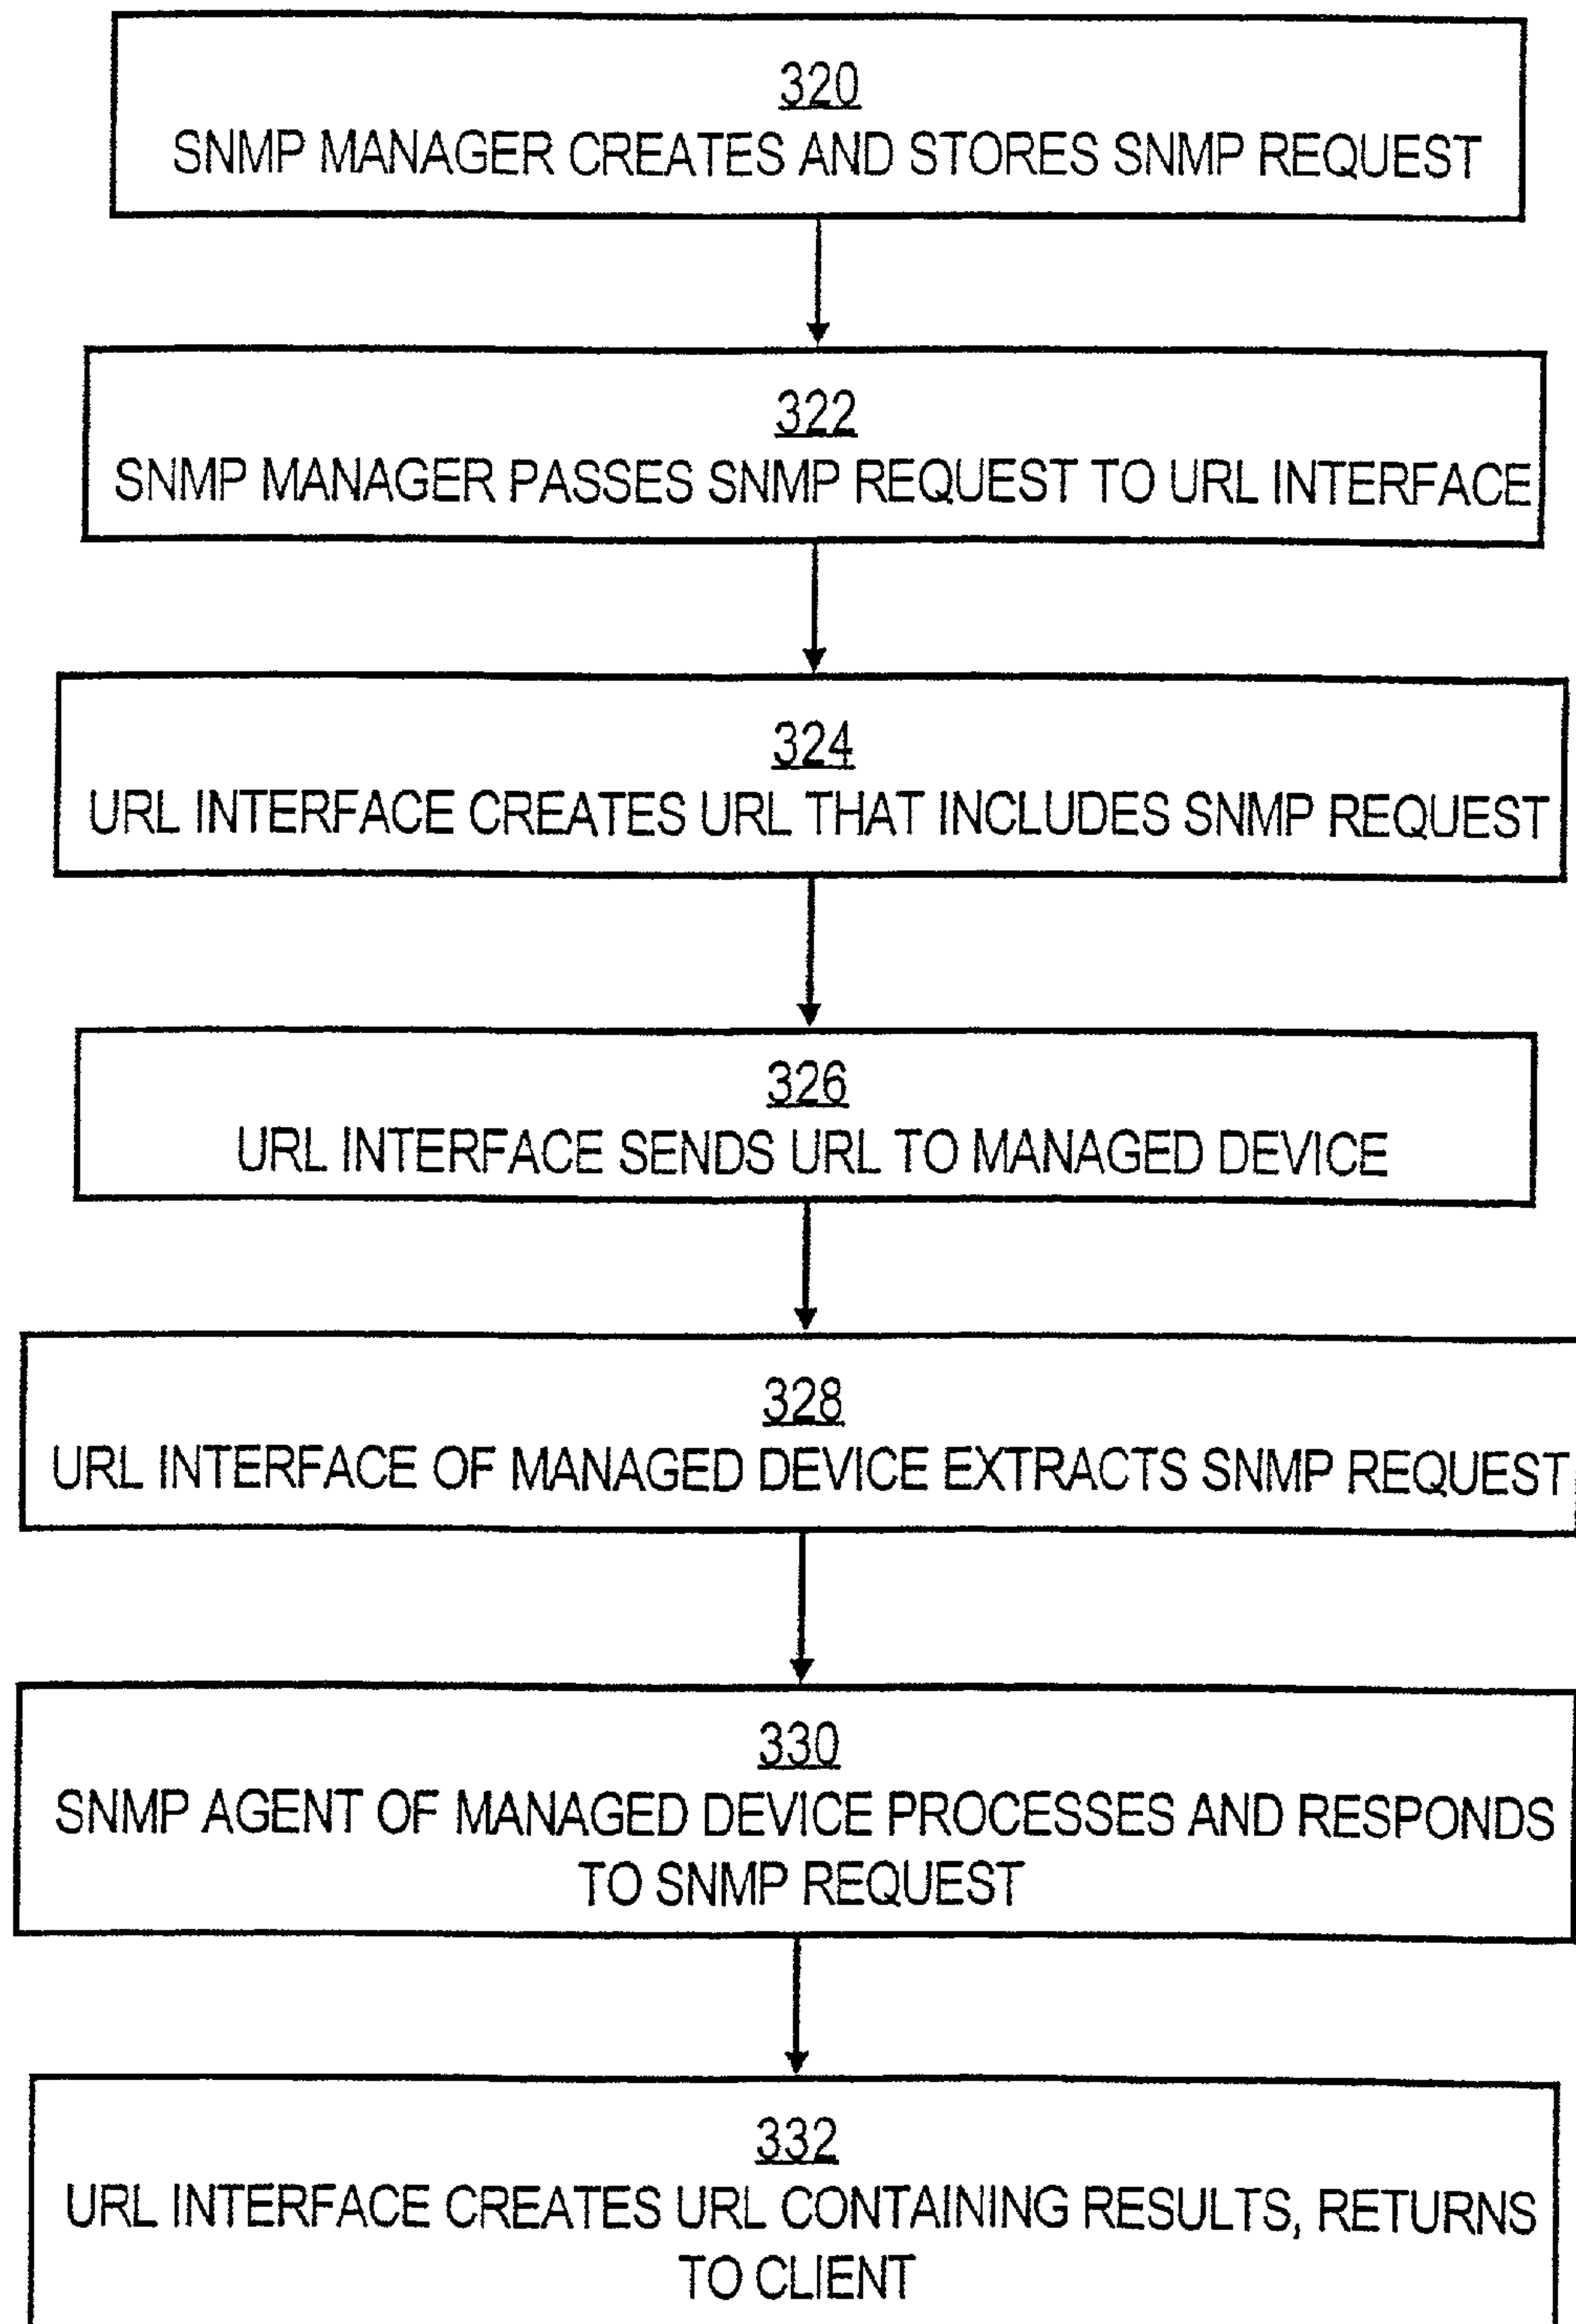 320
SNMP MANAGER CREATES AND STORES SNMP REQUEST
322
SNMP MANAGER PASSES SNMP REQUEST TO URL INTERFACE
324
URL INTERFACE CREATES URL THAT INCLUDES SNMP REQUEST
326
URL INTERFACE SENDS URL TO MANAGED DEVICE
328
URL INTERFACE OF MANAGED DEVICE EXTRACTS SNMP REQUEST
330
SNMP AGENT OF MANAGED DEVICE PROCESSES AND RESPONDS
TO SNMP REQUEST
332
URL INTERFACE CREATES URL CONTAINING RESULTS, RETURNS
TO CLIENT